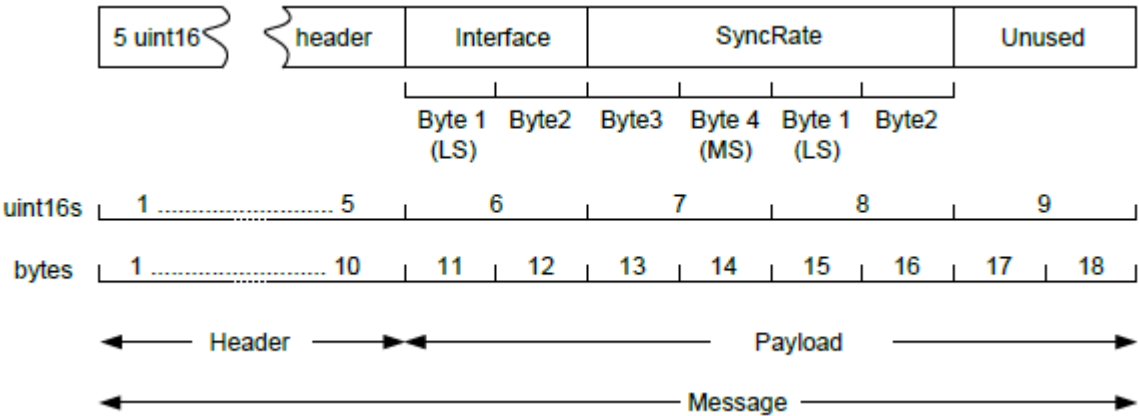 5 uint16 header Interface SyncRate Unused
Byte 1 Byte2 Byte3 Byte 4 Byte 1 Byte2
(LS) (MS) (LS)
uint16s 1 ............................ 5 6 7 8 9
bytes 1 ............................ 10 11 12 13 14 15 16 17 18
Header Payload
Message